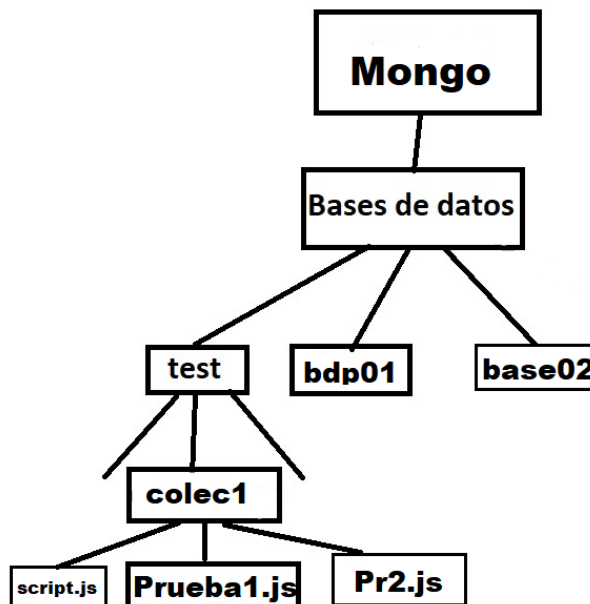 Mongo
Bases de datos
test
bdp01
base02
colec1
script.js
Prueba1.js
Pr2.js